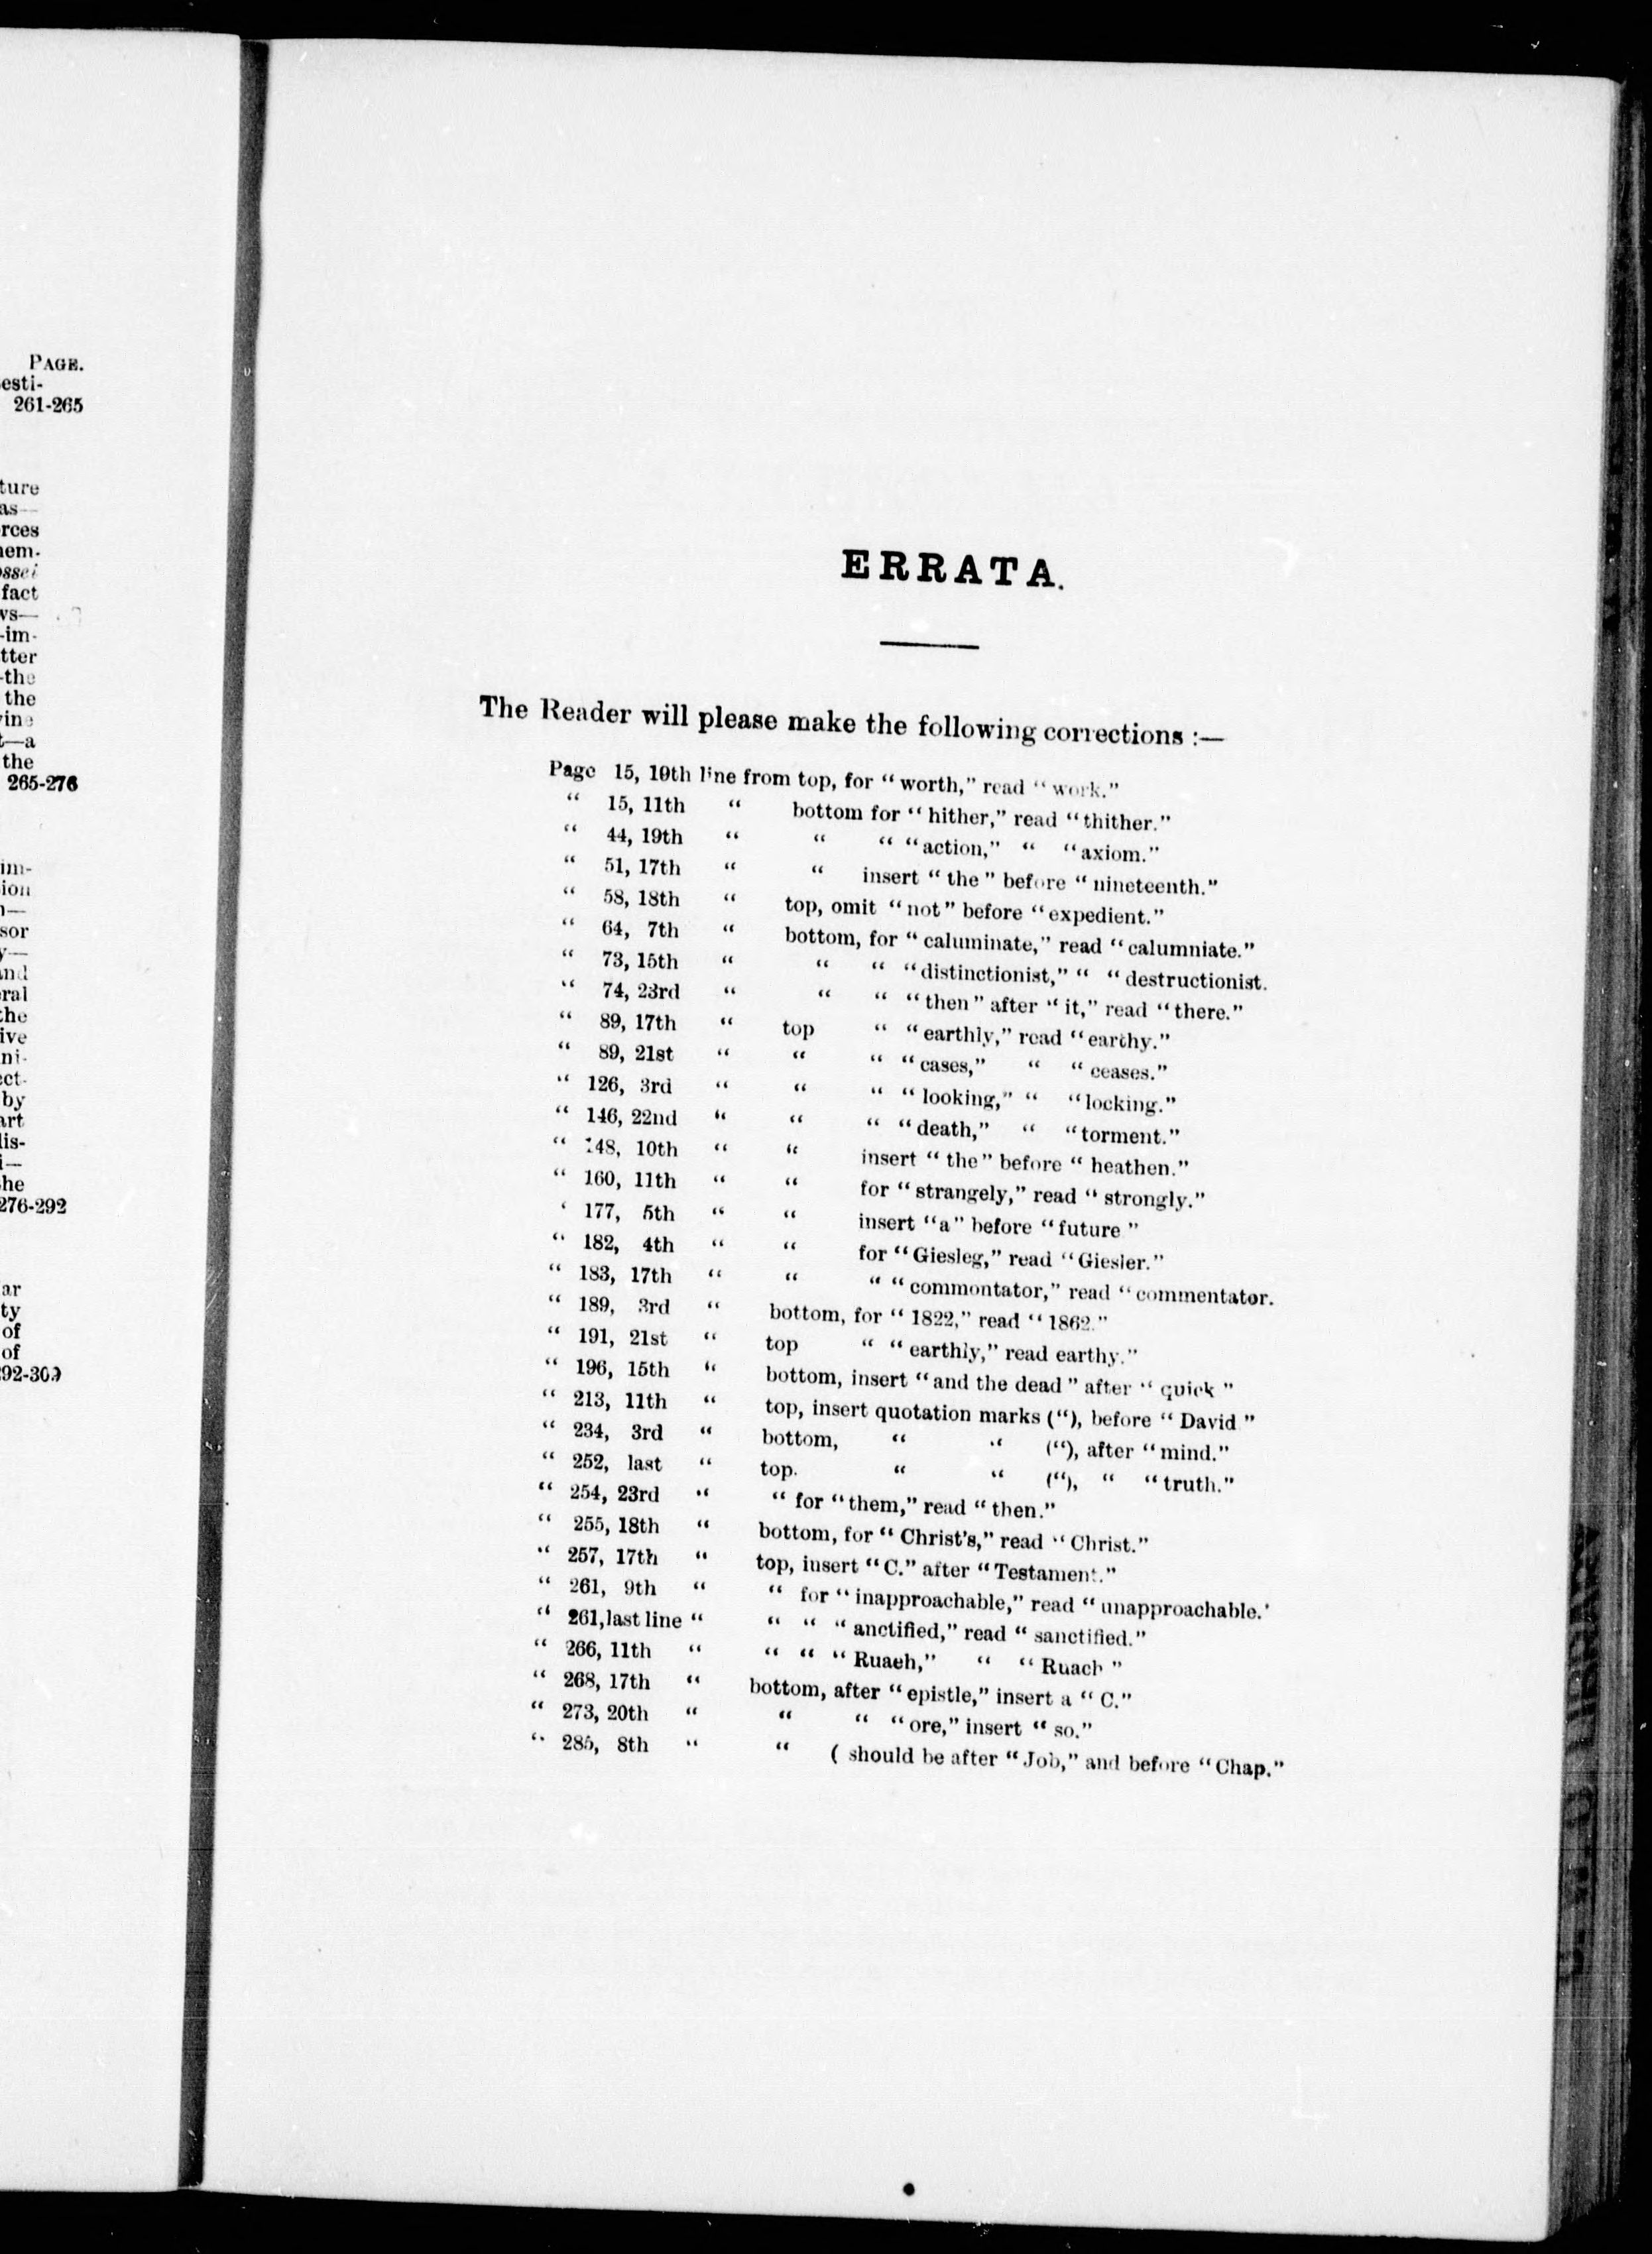 PAGE.
esti-
261-265
ture
as—
rces
nem-
ossei
fact
ws—
-im-
tter
-the
the
vine
t—a
the
265-276
im-
ion
n—
sor
y—
and
eral
the
ive
ni-
ect-
by
art
dis-
i—
she
276-292
ar
ty
of
of
292-309
ERRATA.
The Reader will please make the following corrections :—
Page 15, 19th line from top, for “worth,” read “work.”
“ 15, 11th “ bottom for “hither,” read “thither.”
“ 44, 19th “ “ “ “action,” “ “axiom.”
“ 51, 17th “ “ insert “the” before “nineteenth.”
“ 58, 18th “ top, omit “not” before “expedient.”
“ 64, 7th “ bottom, for “caluminate,” read “calumniate.”
“ 73, 15th “ “ “ “distinctionist,” “ “destructionist.
“ 74, 23rd “ “ “ “then” after “it,” read “there.”
“ 89, 17th “ top “ “earthly,” read “earthy.”
“ 89, 21st “ “ “ “cases,” “ “ceases.”
“ 126, 3rd “ “ “ “looking,” “ “locking.”
“ 146, 22nd “ “ “ “death,” “ “torment.”
“ 148, 10th “ “ insert “the” before “heathen.”
“ 160, 11th “ “ for “strangely,” read “strongly.”
‘ 177, 5th “ “ insert “a” before “future”
“ 182, 4th “ “ for “Giesleg,” read “Giesler.”
“ 183, 17th “ “ “ “commontator,” read “commentator.
“ 189, 3rd “ bottom, for “1822,” read “1862.”
“ 191, 21st “ top “ “earthly,” read earthy.”
“ 196, 15th “ bottom, insert “and the dead” after “quick”
“ 213, 11th “ top, insert quotation marks (“), before “David”
“ 234, 3rd “ bottom, “ “ (“), after “mind.”
“ 252, last “ top. “ “ (“), “ “truth.”
“ 254, 23rd “ “ for “them,” read “then.”
“ 255, 18th “ bottom, for “Christ's,” read “Christ.”
“ 257, 17th “ top, insert “C.” after “Testament.”
“ 261, 9th “ “ for “inapproachable,” read “unapproachable.’
“ 261, last line “ “ “ “anctified,” read “sanctified.”
“ 266, 11th “ “ “ “Ruaeh,” “ “Ruach”
“ 268, 17th “ bottom, after “epistle,” insert a “C.”
“ 273, 20th “ “ “ “ore,” insert “so.”
“ 285, 8th “ “ ( should be after “Job,” and before “Chap.”